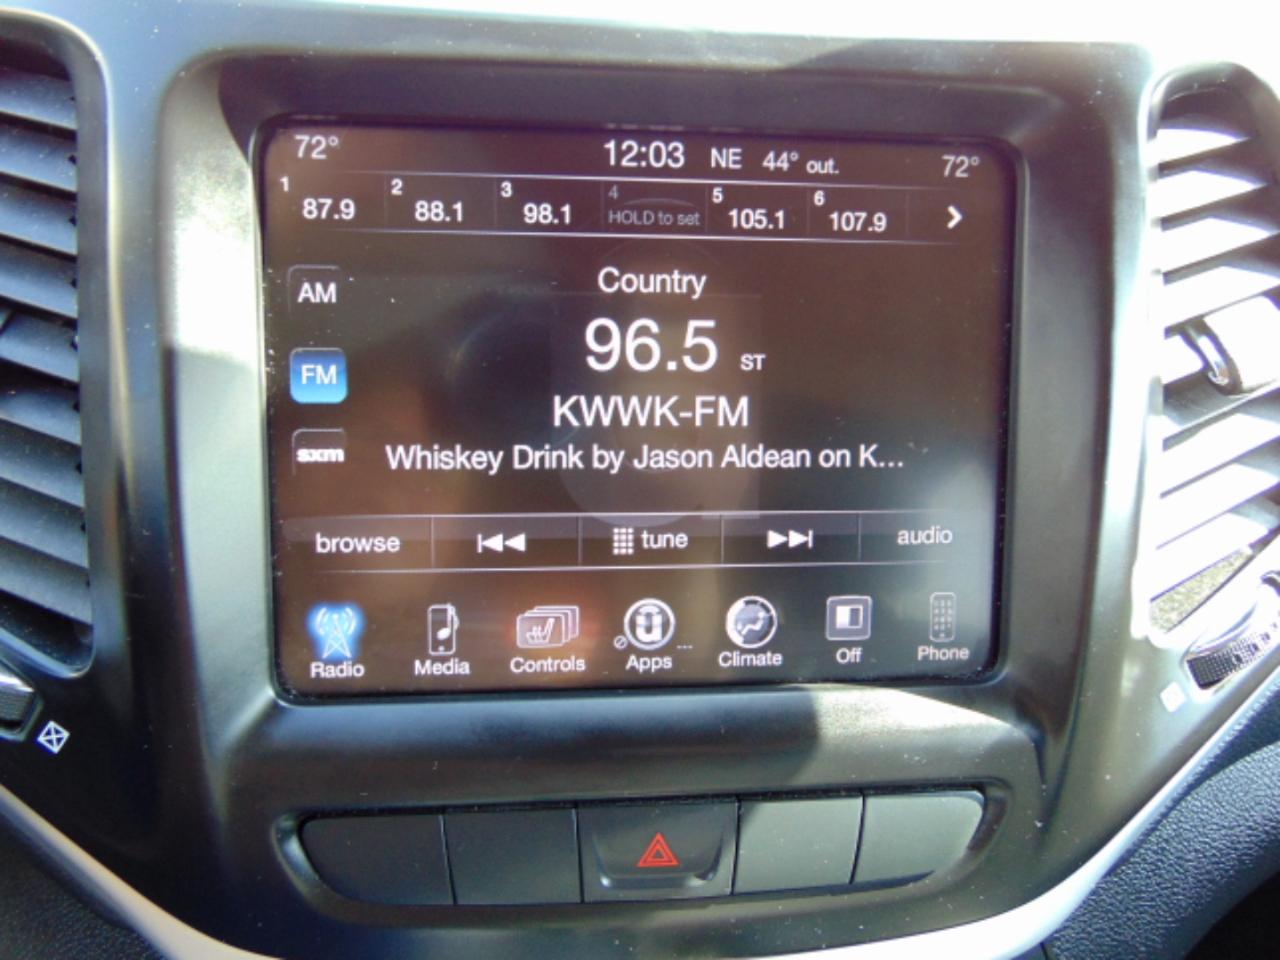 72° 12:03 NE 44° out. 72°
1 87.9 2 88.1 3 98.1 4 HOLD to set 5 105.1 6 107.9
AM
Country
96.5 ST
FM
KWWK-FM
sxm
Whiskey Drink by Jason Aldean on K...
browse tune audio
Radio Media Controls Apps ... Climate Off Phone